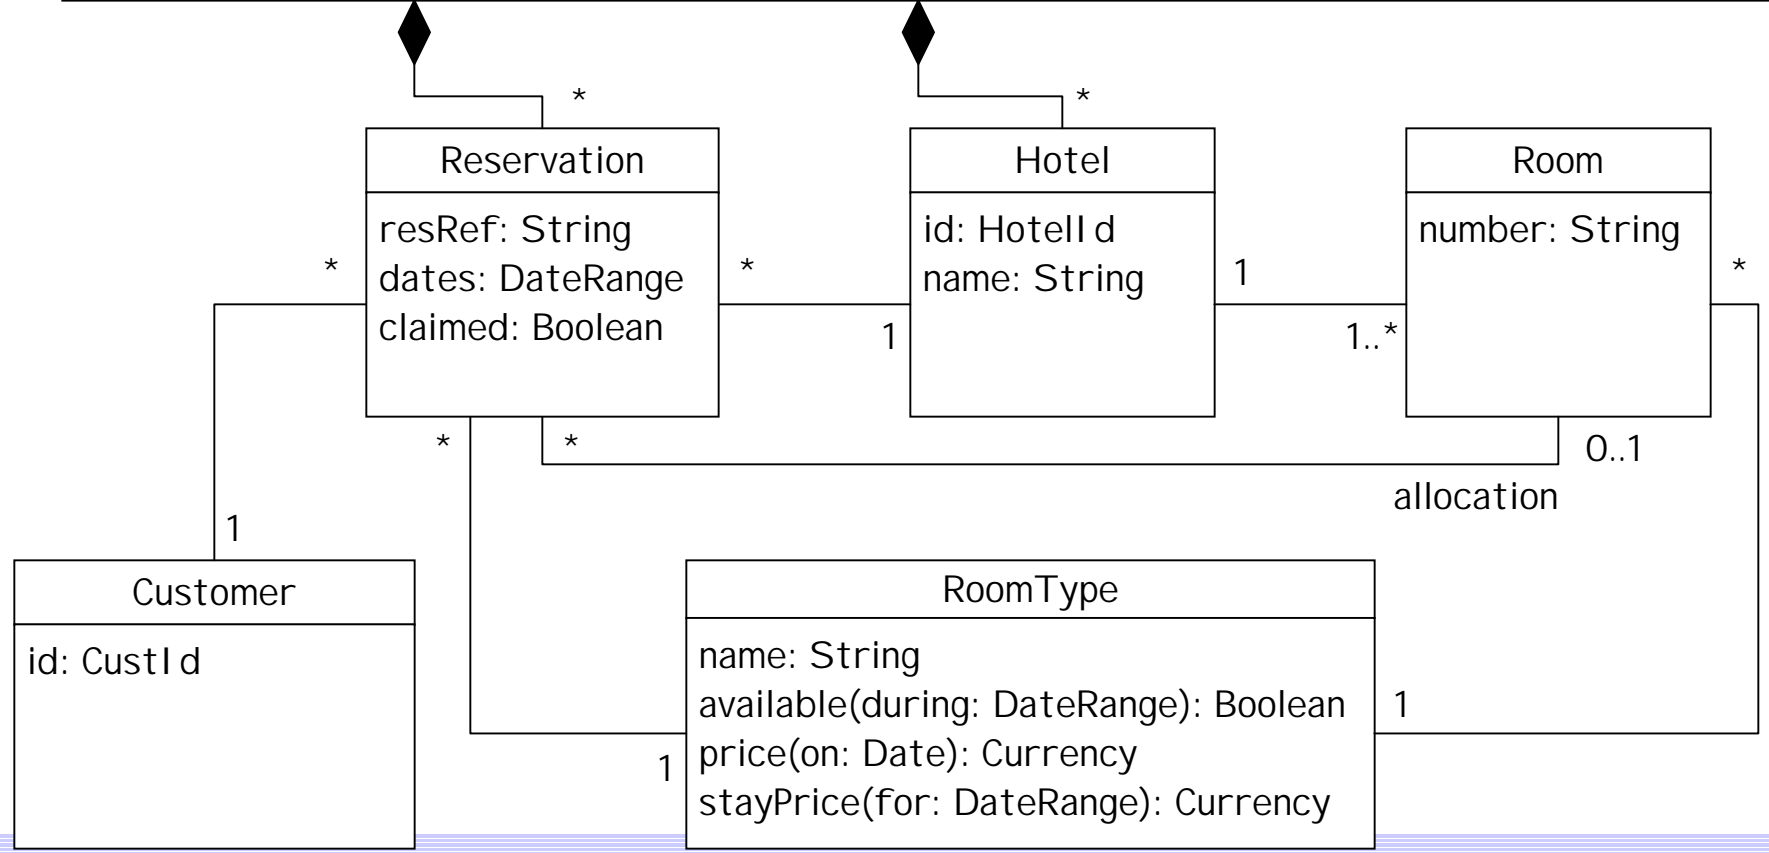 *
*
Reservation
resRef: String
dates: DateRange
claimed: Boolean
Hotel
id: HotelId
name: String
Room
number: String
*
*
1
1
1..*
*
*
*
0..1
allocation
1
Customer
id: CustId
RoomType
name: String
available(during: DateRange): Boolean
price(on: Date): Currency
stayPrice(for: DateRange): Currency
1
1